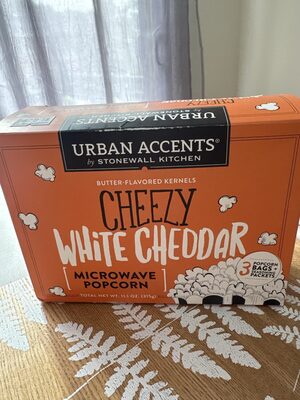 URBAN ACCENTS
CHEEZY
URBAN ACCENTS®
by STONEWALL KITCHEN
BUTTER-FLAVORED KERNELS
CHEEZY
WHITE CHEDDAR
MICROWAVE
POPCORN
TOTAL NET WT. 11.1 OZ. (315g)
3 POPCORN
BAGS +
PACKETS